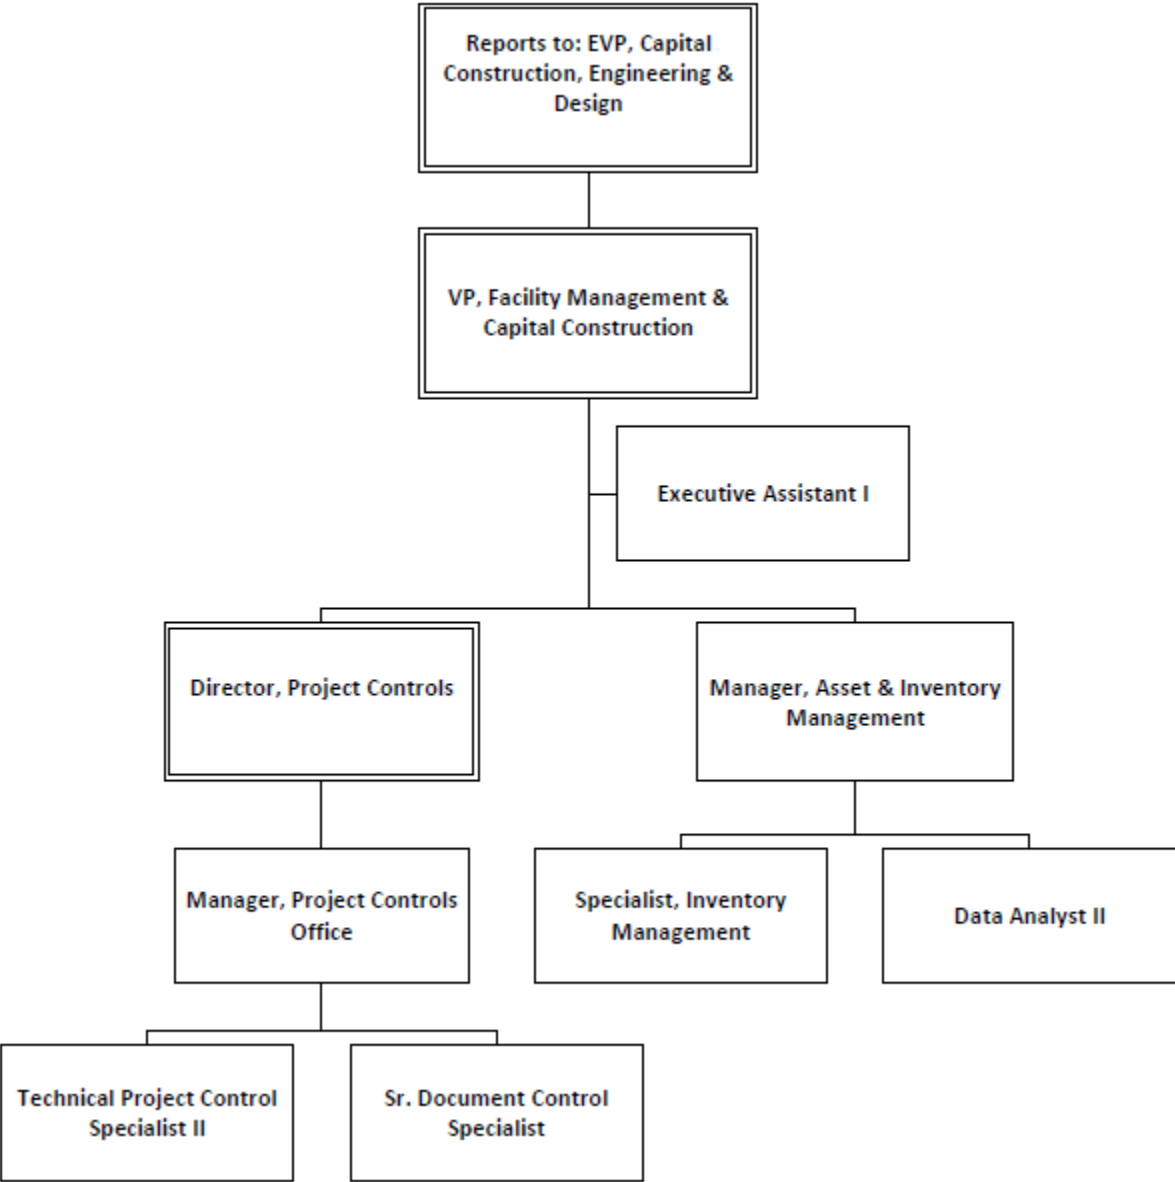 Reports to: EVP, Capital
Construction, Engineering &
Design
VP, Facility Management &
Capital Construction
Executive Assistant I
Director, Project Controls
Manager, Asset & Inventory
Management
Manager, Project Controls
Office
Specialist, Inventory
Management
Data Analyst II
Technical Project Control
Specialist II
Sr. Document Control
Specialist